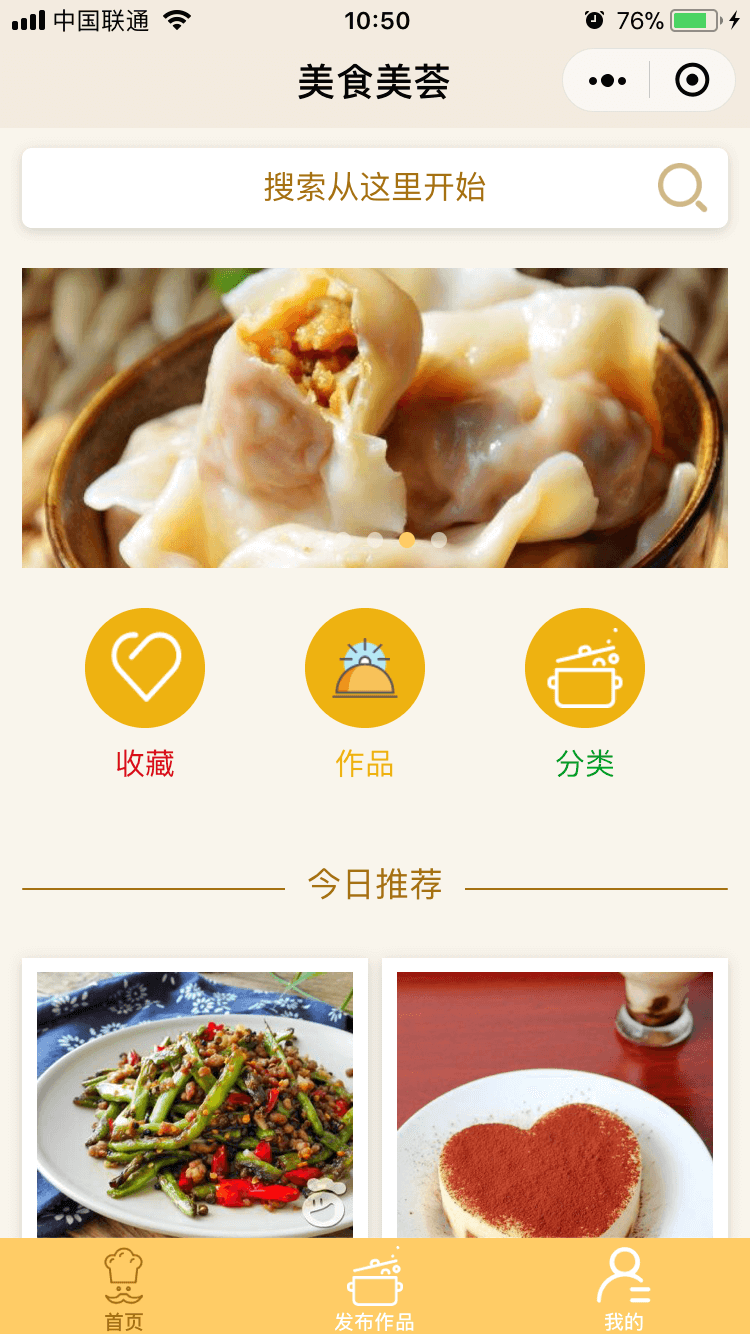 中国联通
10:50
76%
美食美荟
搜索从这里开始
收藏
作品
分类
今日推荐
首页
发布作品
我的